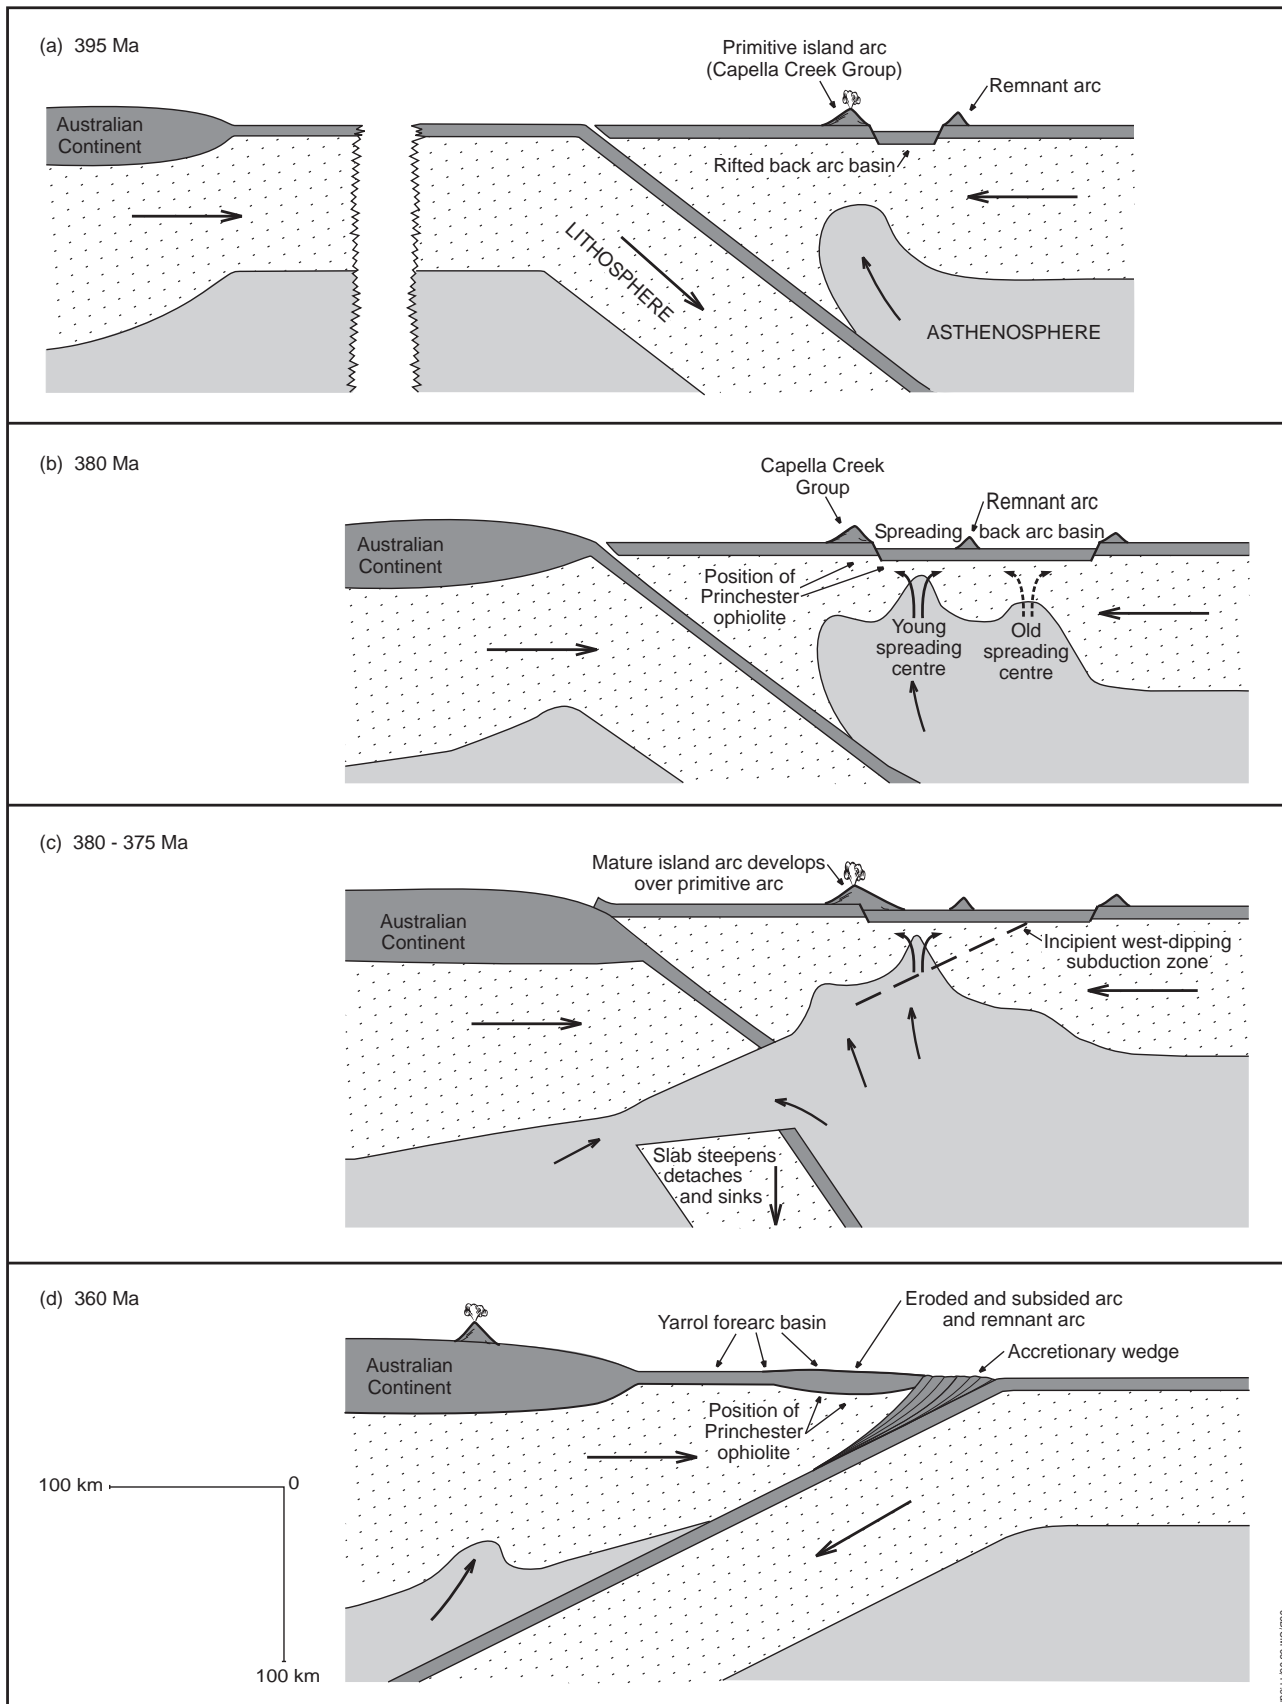 (a) 395 Ma
Primitive island arc
(Capella Creek Group)
Remnant arc
Australian
Continent
Rifted back arc basin
LITHOSPHERE
ASTHENOSPHERE
(b) 380 Ma
Capella Creek
Group
Remnant arc
Spreading back arc basin
Australian
Continent
Position of
Princhester
ophiolite
Young
spreading
centre
Old
spreading
centre
(c) 380 - 375 Ma
Mature island arc develops
over primitive arc
Australian
Continent
Incipient west-dipping
subduction zone
Slab steepens
detaches
and sinks
(d) 360 Ma
Eroded and subsided arc
and remnant arc
Yarrol forearc basin
Accretionary wedge
Australian
Continent
Position of
Princhester
ophiolite
100 km
0
100 km